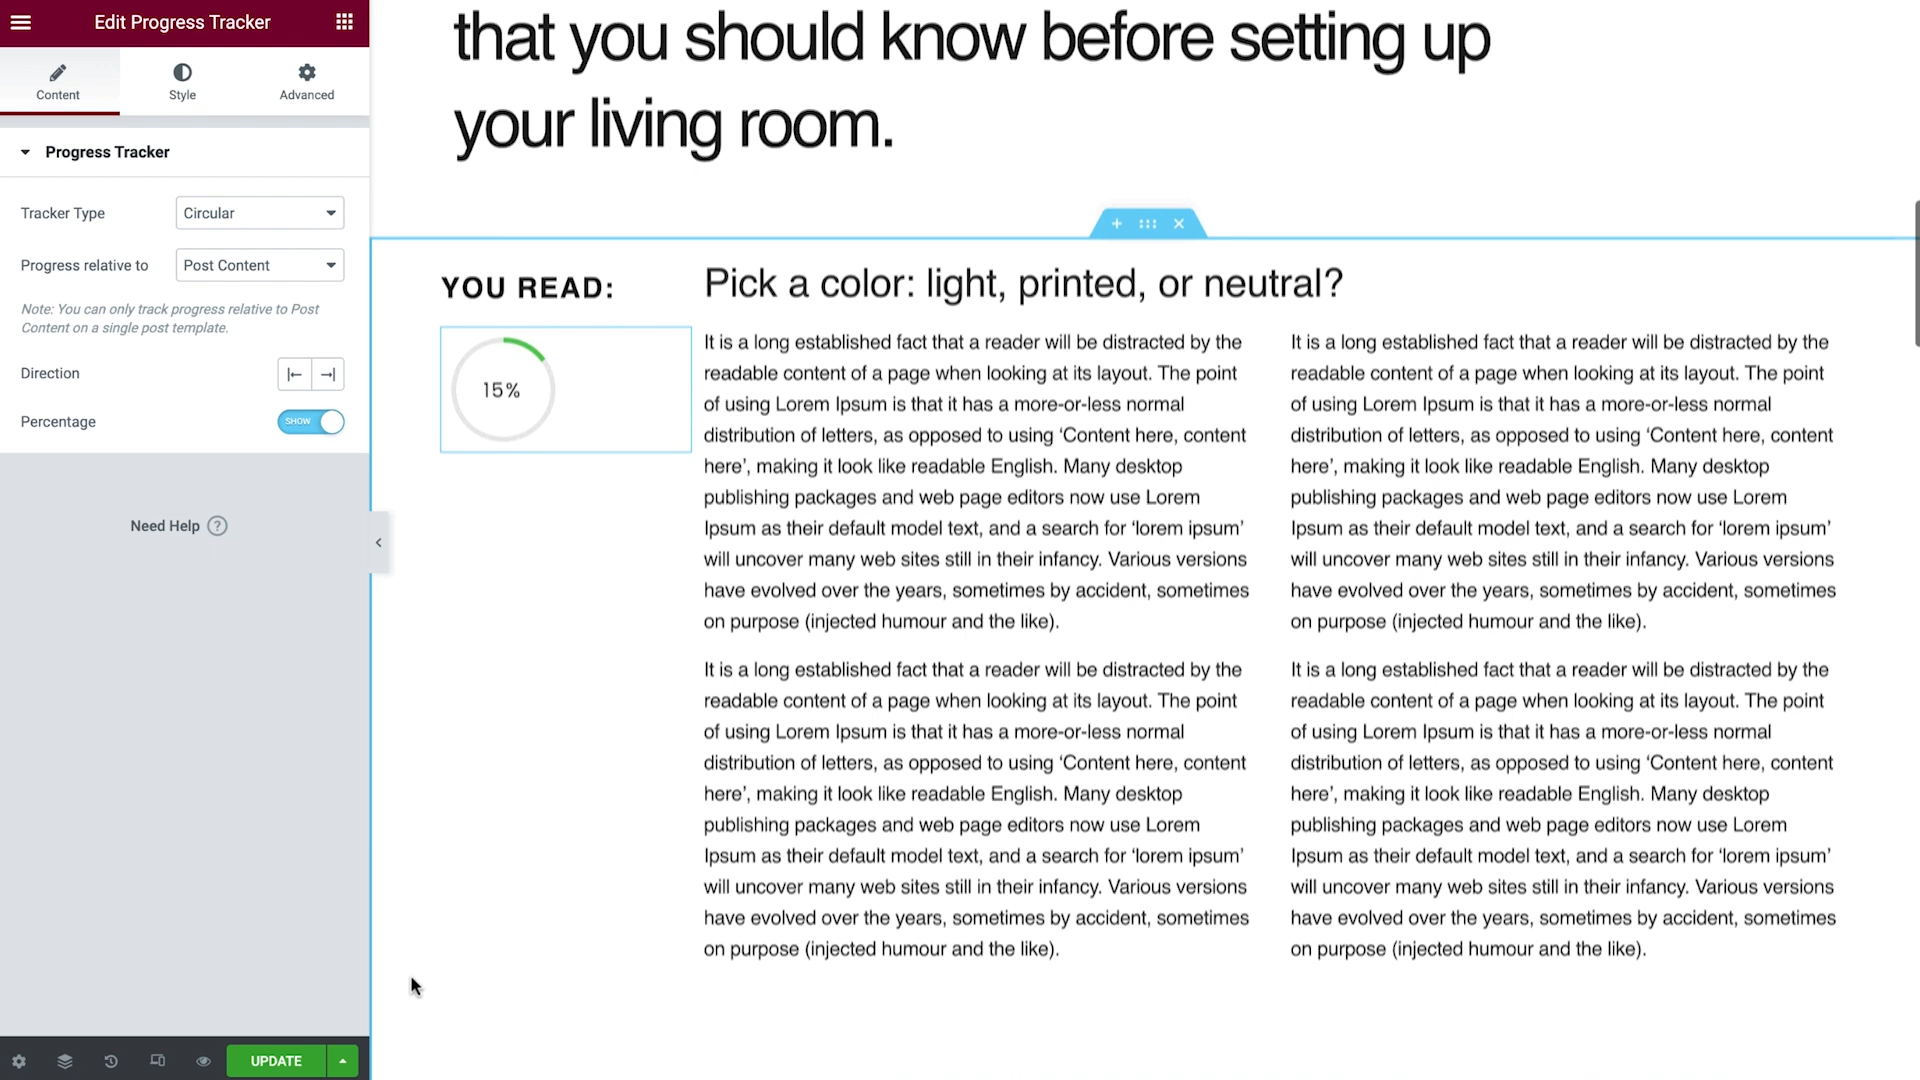 Edit Progress Tracker
Content
Style
Advanced
Progress Tracker
Tracker Type
Circular
Progress relative to
Post Content
Note: You can only track progress relative to Post
Content on a single post template.
Direction
Percentage
SHOW
Need Help ?
UPDATE
that you should know before setting up
your living room.
YOU READ:
15%
Pick a color: light, printed, or neutral?
It is a long established fact that a reader will be distracted by the
readable content of a page when looking at its layout. The point
of using Lorem Ipsum is that it has a more-or-less normal
distribution of letters, as opposed to using ‘Content here, content
here’, making it look like readable English. Many desktop
publishing packages and web page editors now use Lorem
Ipsum as their default model text, and a search for ‘lorem ipsum’
will uncover many web sites still in their infancy. Various versions
have evolved over the years, sometimes by accident, sometimes
on purpose (injected humour and the like).
It is a long established fact that a reader will be distracted by the
readable content of a page when looking at its layout. The point
of using Lorem Ipsum is that it has a more-or-less normal
distribution of letters, as opposed to using ‘Content here, content
here’, making it look like readable English. Many desktop
publishing packages and web page editors now use Lorem
Ipsum as their default model text, and a search for ‘lorem ipsum’
will uncover many web sites still in their infancy. Various versions
have evolved over the years, sometimes by accident, sometimes
on purpose (injected humour and the like).
It is a long established fact that a reader will be distracted by the
readable content of a page when looking at its layout. The point
of using Lorem Ipsum is that it has a more-or-less normal
distribution of letters, as opposed to using ‘Content here, content
here’, making it look like readable English. Many desktop
publishing packages and web page editors now use Lorem
Ipsum as their default model text, and a search for ‘lorem ipsum’
will uncover many web sites still in their infancy. Various versions
have evolved over the years, sometimes by accident, sometimes
on purpose (injected humour and the like).
It is a long established fact that a reader will be distracted by the
readable content of a page when looking at its layout. The point
of using Lorem Ipsum is that it has a more-or-less normal
distribution of letters, as opposed to using ‘Content here, content
here’, making it look like readable English. Many desktop
publishing packages and web page editors now use Lorem
Ipsum as their default model text, and a search for ‘lorem ipsum’
will uncover many web sites still in their infancy. Various versions
have evolved over the years, sometimes by accident, sometimes
on purpose (injected humour and the like).